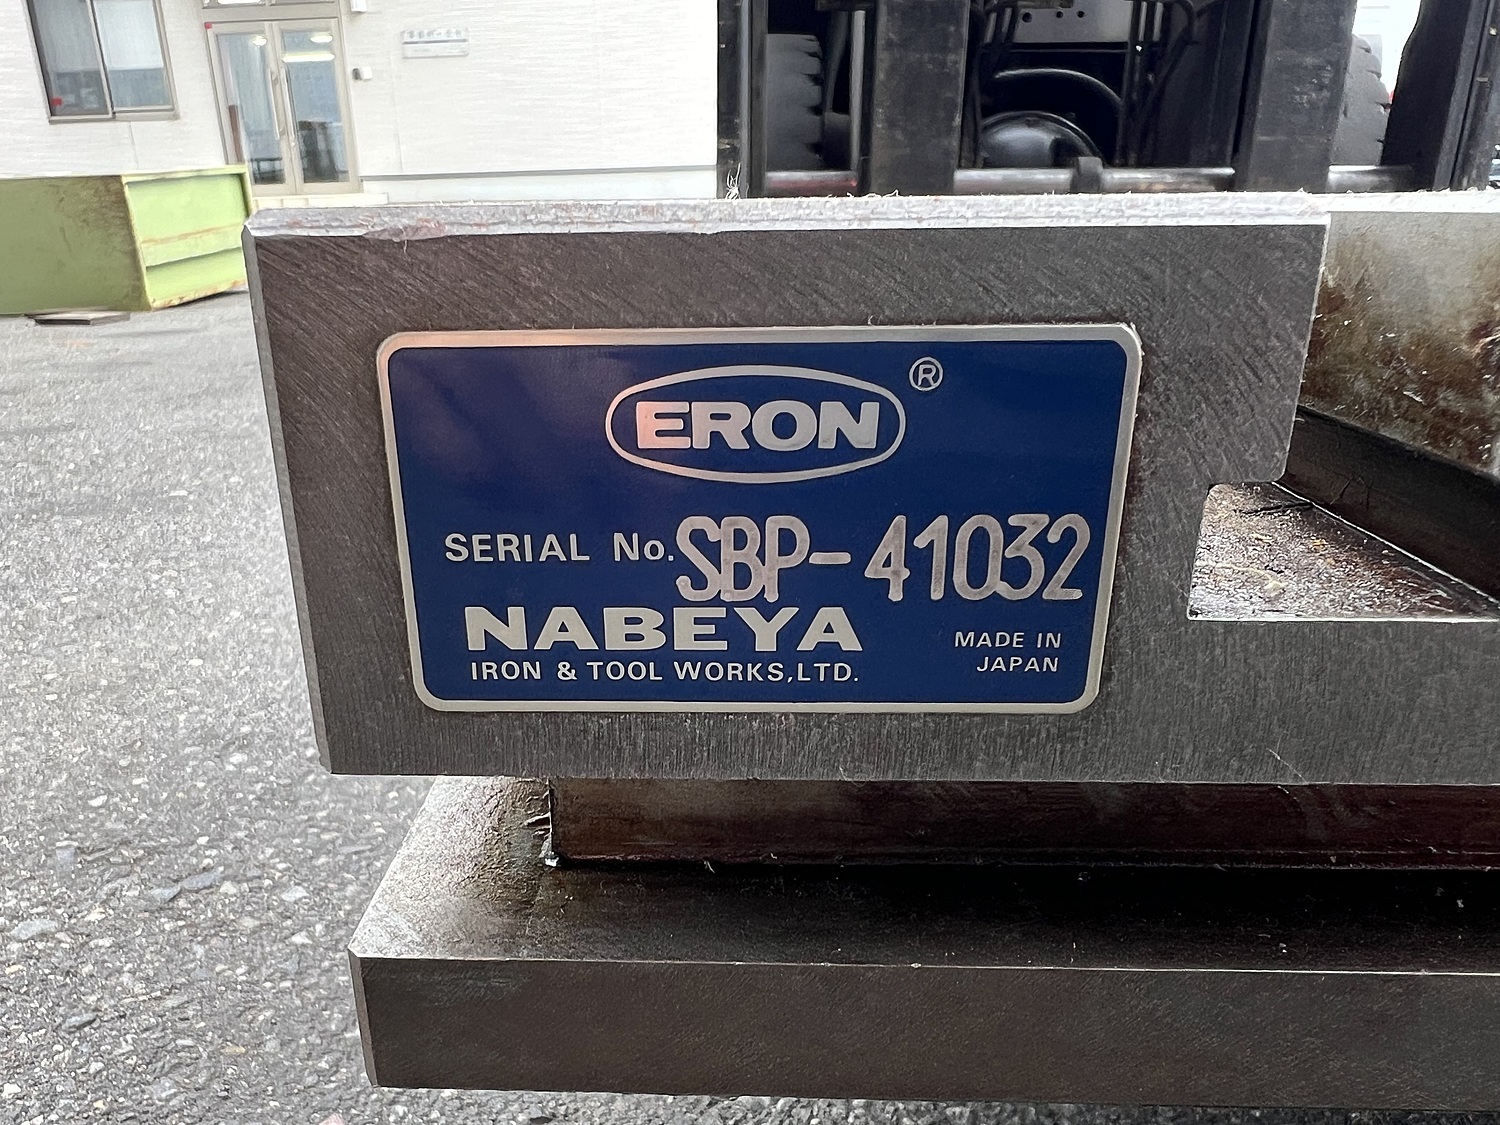 ERON ®
SERIAL No. SBP-41032
NABEYA
IRON & TOOL WORKS,LTD.
MADE IN
JAPAN